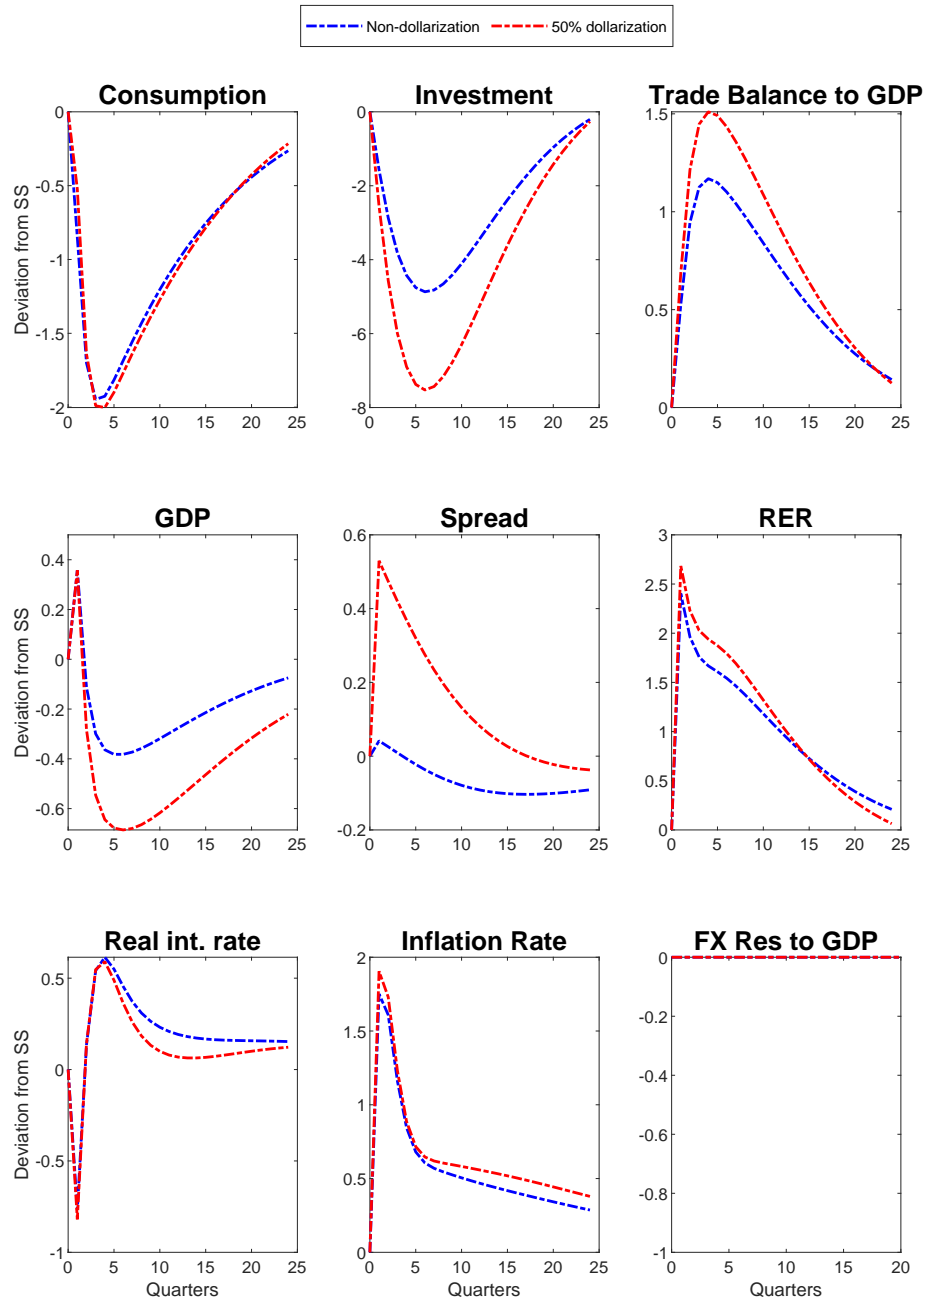 Non-dollarization 50% dollarization
Consumption Investment Trade Balance to GDP
Deviation from SS
0
-0.5
-1
-1.5
-2
0 5 10 15 20 25
0
-2
-4
-6
-8
0 5 10 15 20 25
1.5
1
0.5
0
0 5 10 15 20 25
GDP Spread RER
Deviation from SS
0.4
0.2
0
-0.2
-0.4
-0.6
0 5 10 15 20 25
0.6
0.4
0.2
0
-0.2
0 5 10 15 20 25
3
2.5
2
1.5
1
0.5
0
0 5 10 15 20 25
Real int. rate Inflation Rate FX Res to GDP
Deviation from SS
0.5
0
-0.5
-1
0 5 10 15 20 25
Quarters
2
1.5
1
0.5
0
0 5 10 15 20 25
Quarters
0
-0.2
-0.4
-0.6
-0.8
-1
0 5 10 15 20